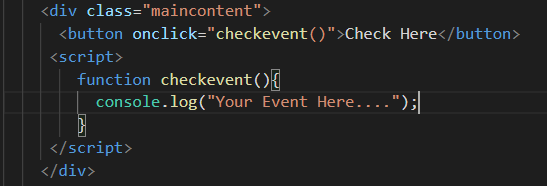 <div class="maincontent">
<button onclick="checkevent()">Check Here</button>
<script>
function checkevent(){
console.log("Your Event Here....");
}
</script>
</div>